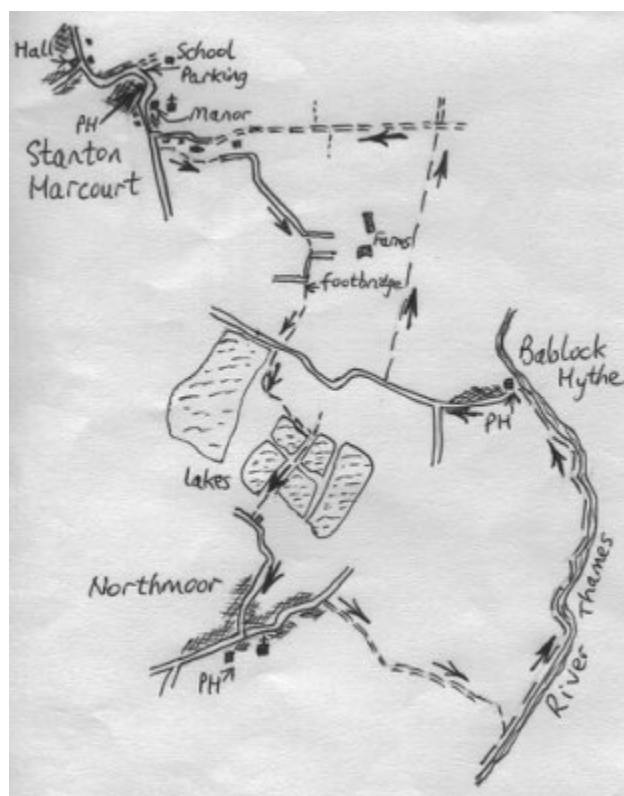 Hall
School
Parking
PH
Manor
Stanton
Marcourt
Farms
footbridge
Bablock
Hythe
PH
Lakes
Northmoor
PH
River Thames